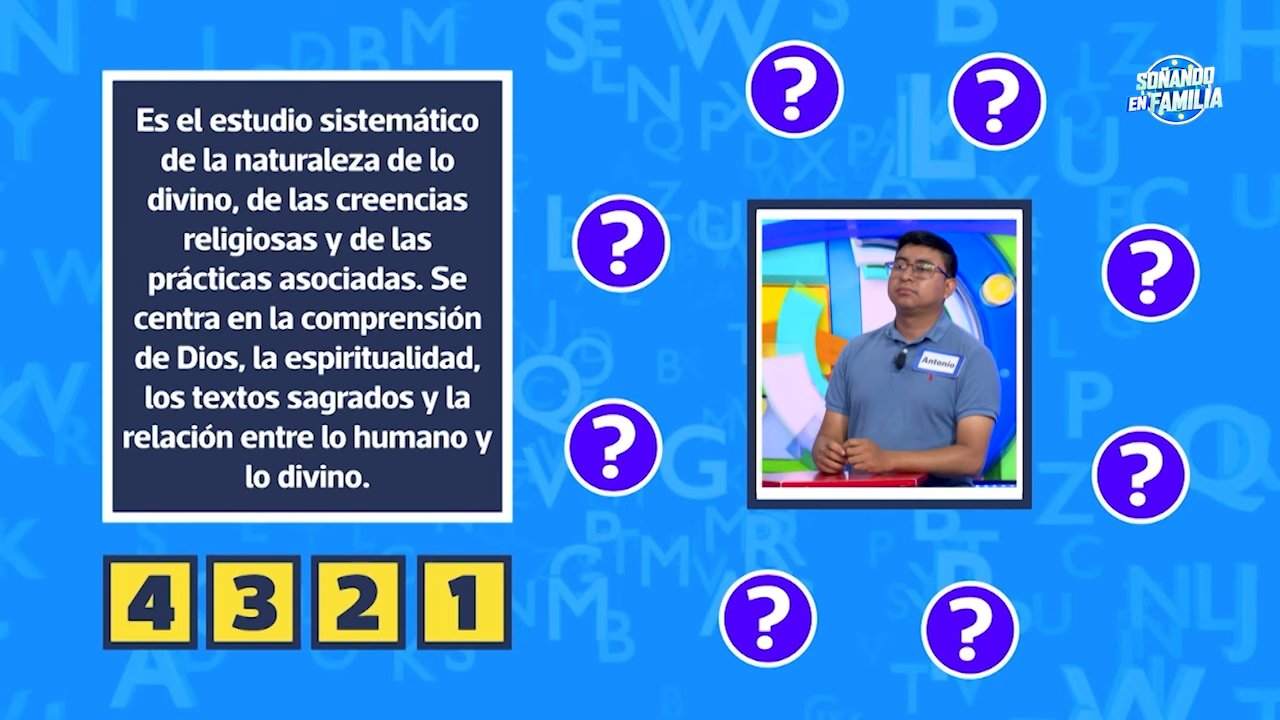 Es el estudio sistemático
de la naturaleza de lo
divino, de las creencias
religiosas y de las
prácticas asociadas. Se
centra en la comprensión
de Dios, la espiritualidad,
los textos sagrados y la
relación entre lo humano y
lo divino.
4 3 2 1
? ? ? ? ? ? ? ?
Antonio
SOÑANDO
EN FAMILIA